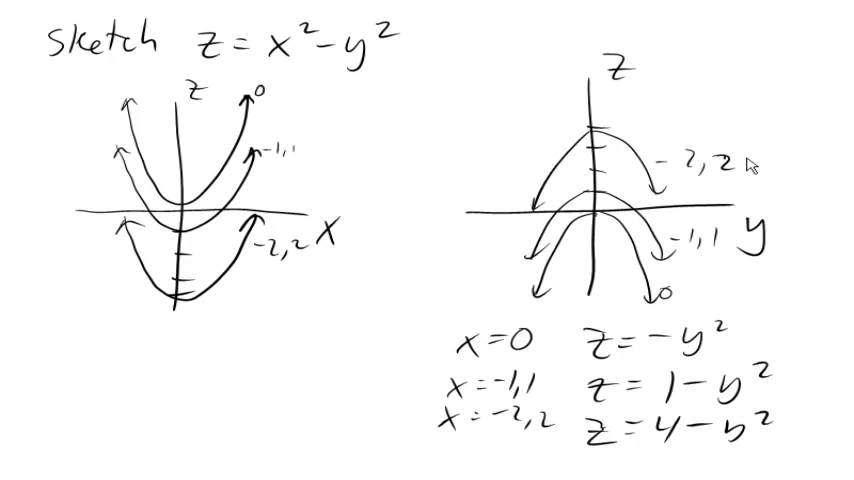 Sketch z = x² - y²
z
0
-1,1
-2,2
x
z
-2,2
-1,1
y
0
x=0 z=-y²
x=-1,1 z=1-y²
x=-2,2 z=4-y²